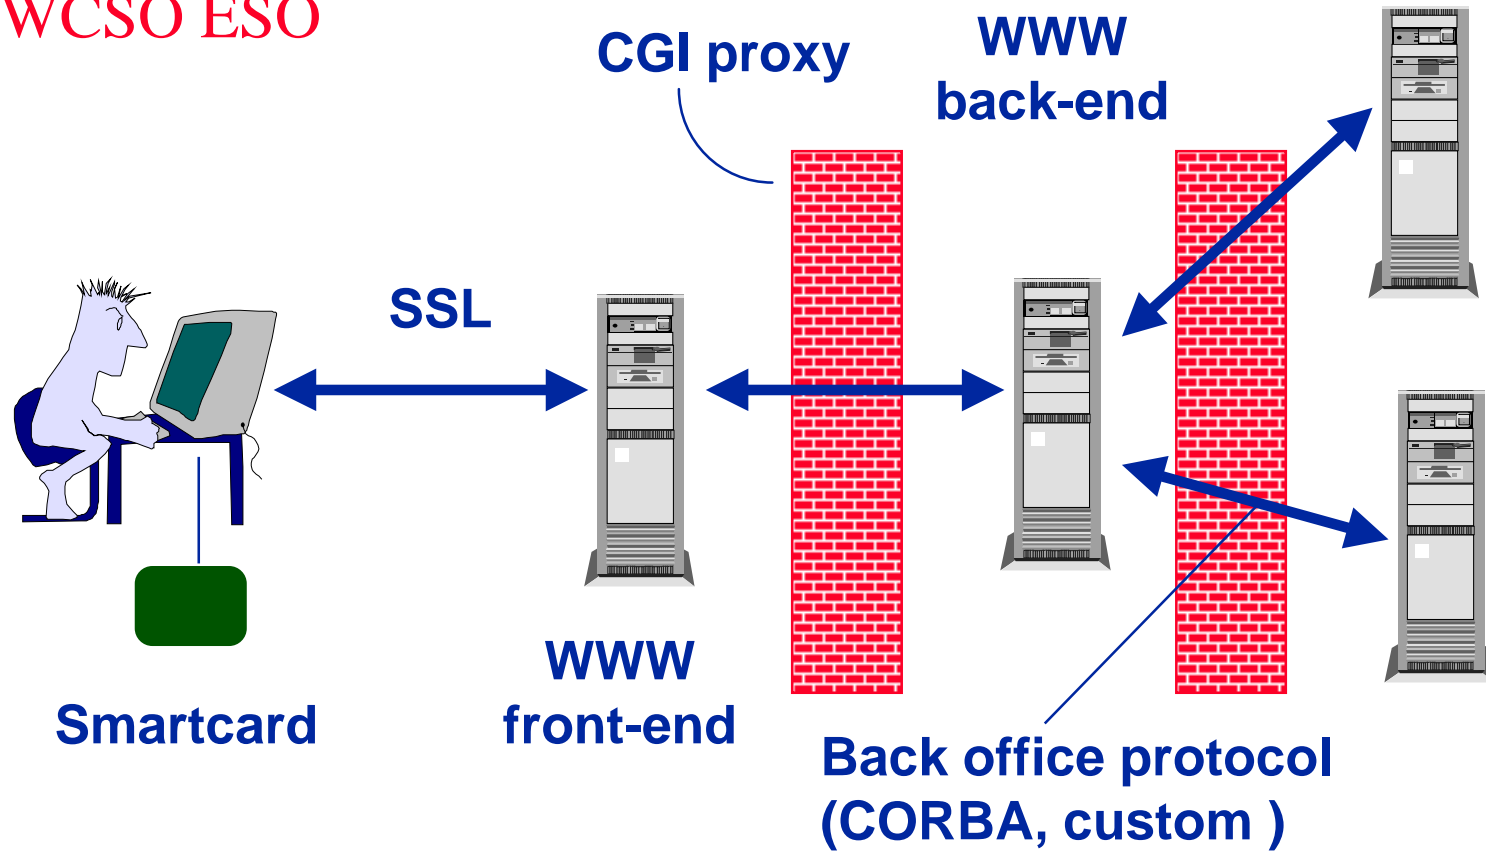 WCSO ESO
CGI proxy
WWW
back-end
SSL
WWW
front-end
Smartcard
Back office protocol
(CORBA, custom )